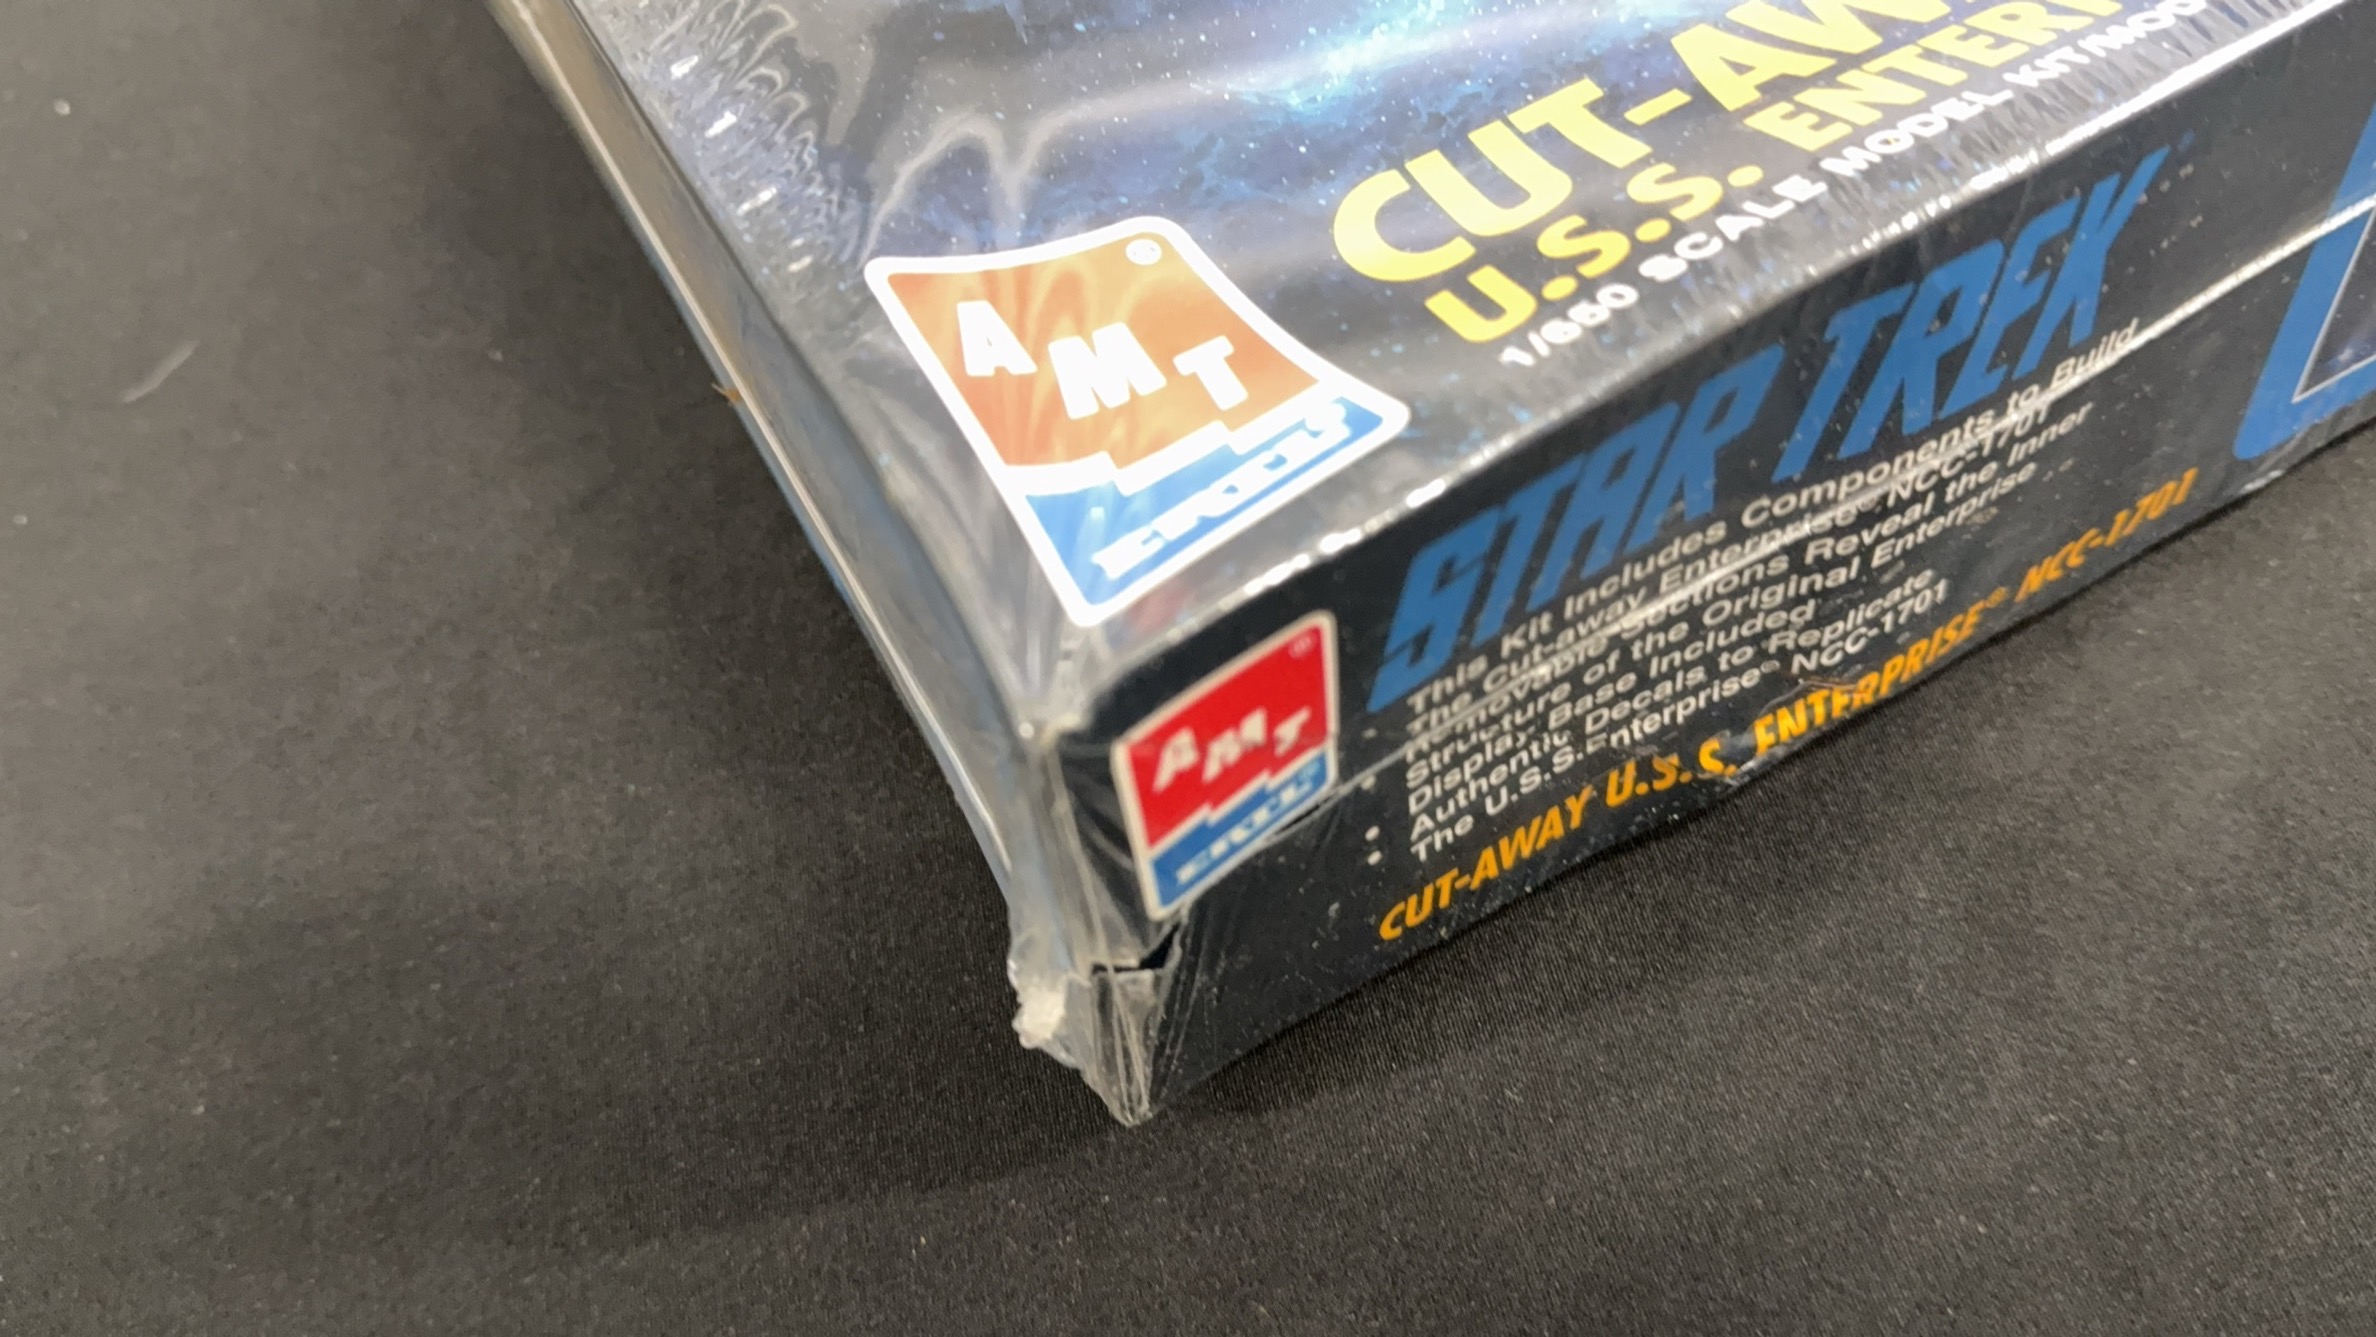 CUT-AW
U.S.S. ENTER
1/650 SCALE MODEL KIT/MOD
®
AMT
ERTL
STAR TREK
This Kit Includes Components to Build
The Cut-away Enterprise® NCC-1701
Removable Sections Reveal the Inner
Structure of the Original Enterprise
• Display Base Included
• Authentic Decals to Replicate
The U.S.S. Enterprise® NCC-1701
CUT-AWAY U.S.S. ENTERPRISE® NCC-1701
®
AMT
ERTL